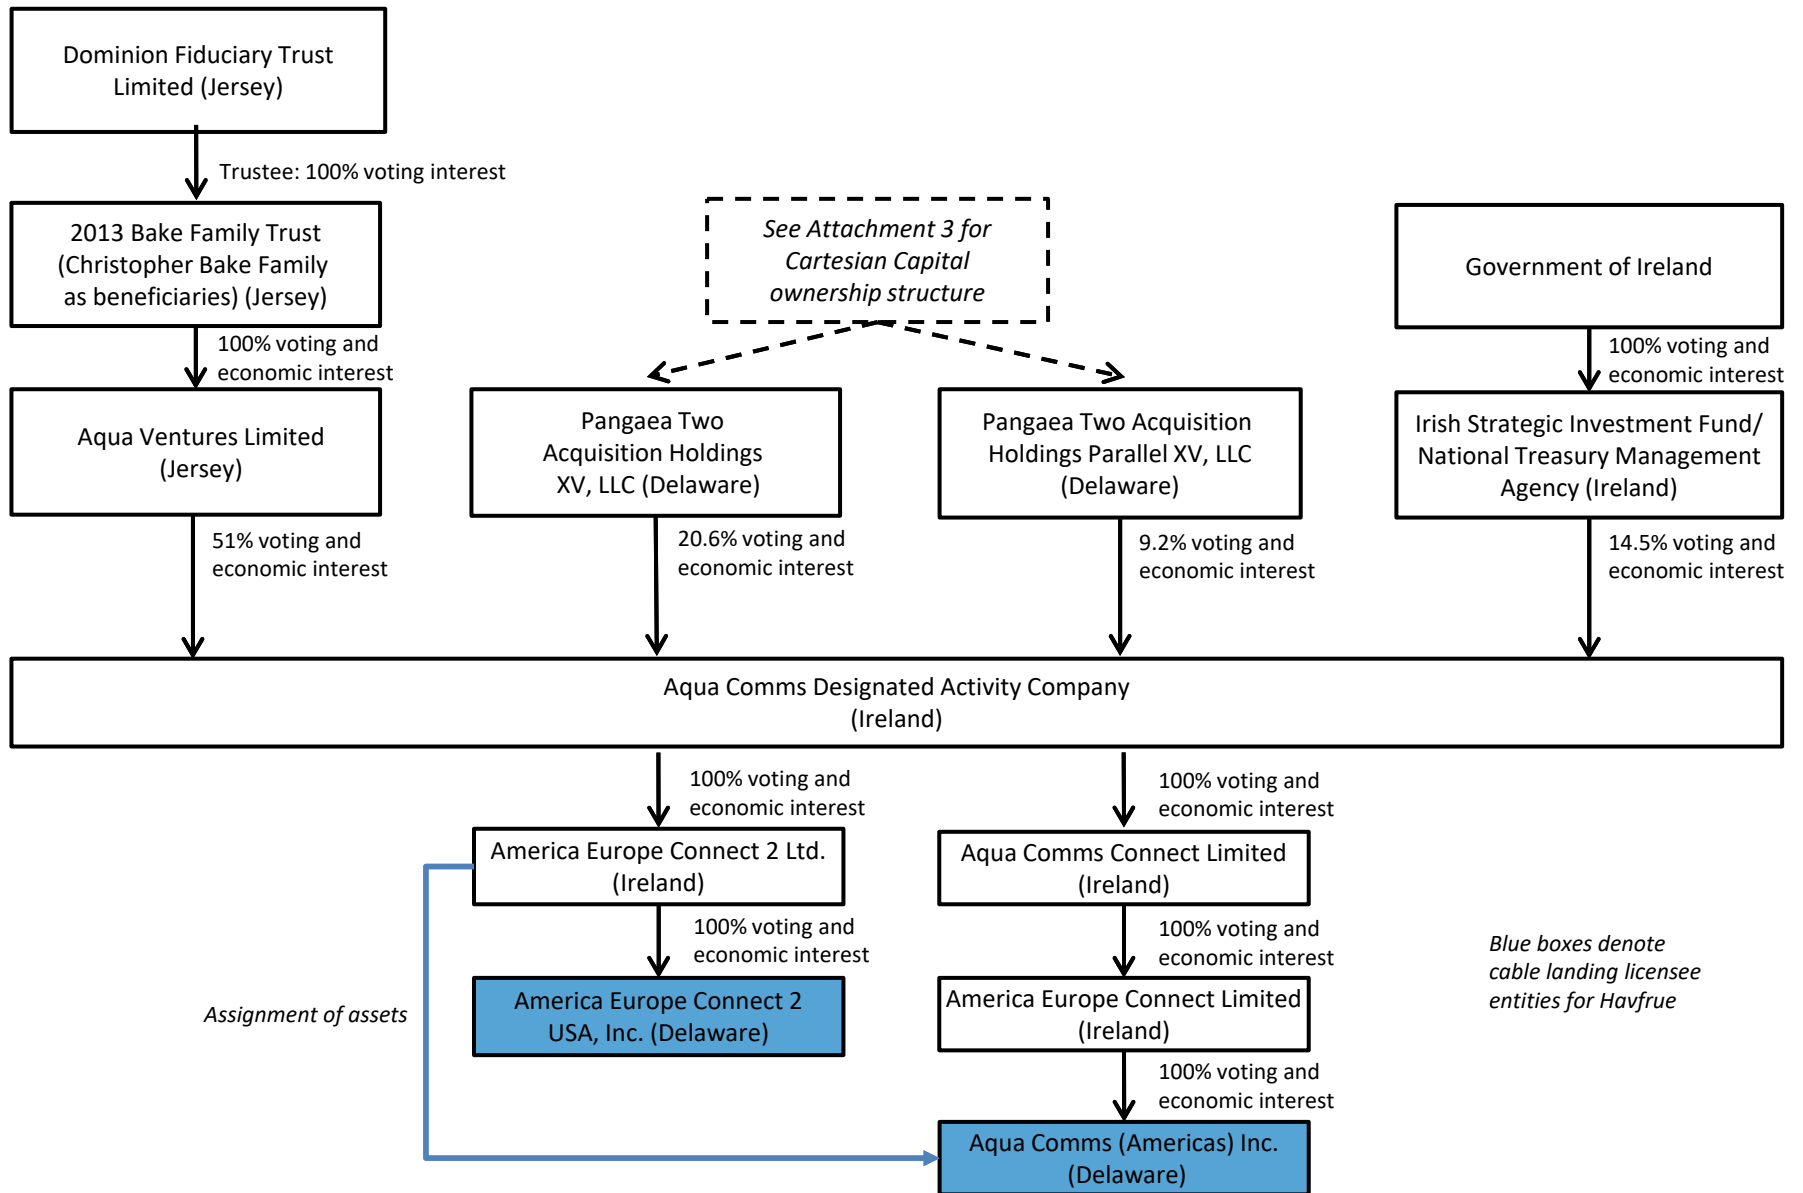 Dominion Fiduciary Trust
Limited (Jersey)
Trustee: 100% voting interest
2013 Bake Family Trust
(Christopher Bake Family
as beneficiaries) (Jersey)
See Attachment 3 for
Cartesian Capital
ownership structure
Government of Ireland
100% voting and
economic interest
100% voting and
economic interest
Aqua Ventures Limited
(Jersey)
Pangaea Two
Acquisition Holdings
XV, LLC (Delaware)
Pangaea Two Acquisition
Holdings Parallel XV, LLC
(Delaware)
Irish Strategic Investment Fund/
National Treasury Management
Agency (Ireland)
51% voting and
economic interest
20.6% voting and
economic interest
9.2% voting and
economic interest
14.5% voting and
economic interest
Aqua Comms Designated Activity Company
(Ireland)
100% voting and
economic interest
100% voting and
economic interest
America Europe Connect 2 Ltd.
(Ireland)
Aqua Comms Connect Limited
(Ireland)
100% voting and
economic interest
100% voting and
economic interest
Blue boxes denote
cable landing licensee
entities for Havfrue
Assignment of assets
America Europe Connect 2
USA, Inc. (Delaware)
America Europe Connect Limited
(Ireland)
100% voting and
economic interest
Aqua Comms (Americas) Inc.
(Delaware)